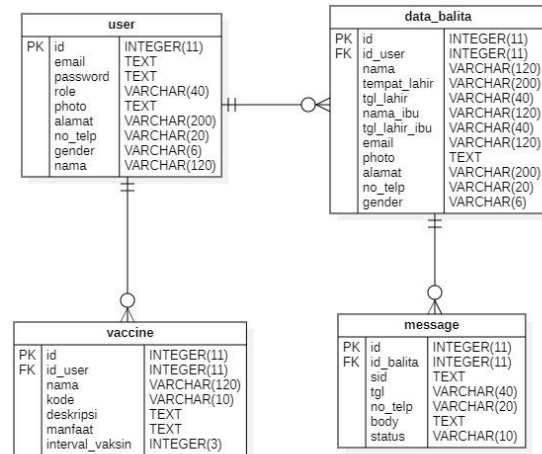 user
PK id INTEGER(11)
email TEXT
password TEXT
role VARCHAR(40)
photo TEXT
alamat VARCHAR(200)
no_telp VARCHAR(20)
gender VARCHAR(6)
nama VARCHAR(120)
data_balita
PK id INTEGER(11)
FK id_user INTEGER(11)
nama VARCHAR(120)
tempat_lahir VARCHAR(200)
tgl_lahir VARCHAR(40)
nama_ibu VARCHAR(120)
tgl_lahir_ibu VARCHAR(40)
email VARCHAR(120)
photo TEXT
alamat VARCHAR(200)
no_telp VARCHAR(20)
gender VARCHAR(6)
vaccine
PK id INTEGER(11)
FK id_user INTEGER(11)
nama VARCHAR(120)
kode VARCHAR(10)
deskripsi TEXT
manfaat TEXT
interval_vaksin INTEGER(3)
message
PK id INTEGER(11)
FK id_balita INTEGER(11)
sid TEXT
tgl VARCHAR(40)
no_telp VARCHAR(20)
body TEXT
status VARCHAR(10)